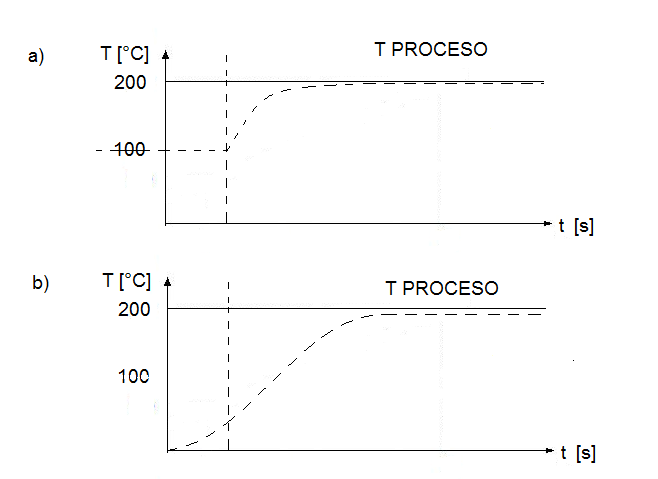 a)
T [°C]
T PROCESO
200
100
t [s]
b)
T [°C]
T PROCESO
200
100
t [s]